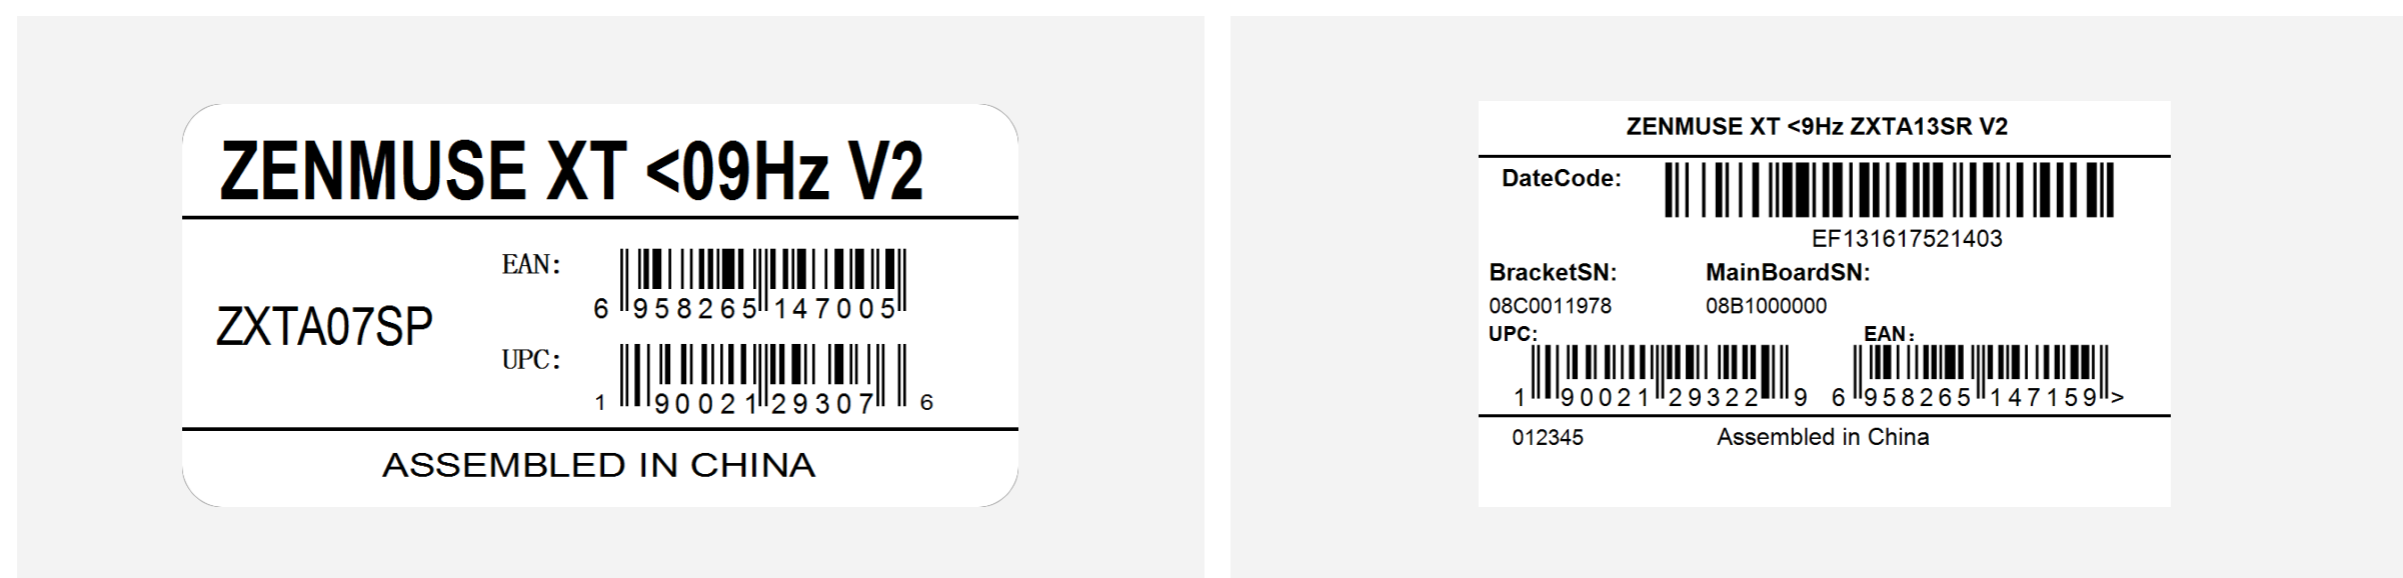 ZENMUSE XT <09Hz V2
ZXTA07SP
EAN:
6 958265 147005
UPC:
1 90021 29307 6
ASSEMBLED IN CHINA
ZENMUSE XT <9Hz ZXTA13SR V2
DateCode:
EF131617521403
BracketSN: MainBoardSN:
08C0011978 08B1000000
UPC: EAN:
1 90021 29322 9 6 958265 147159 >
012345 Assembled in China